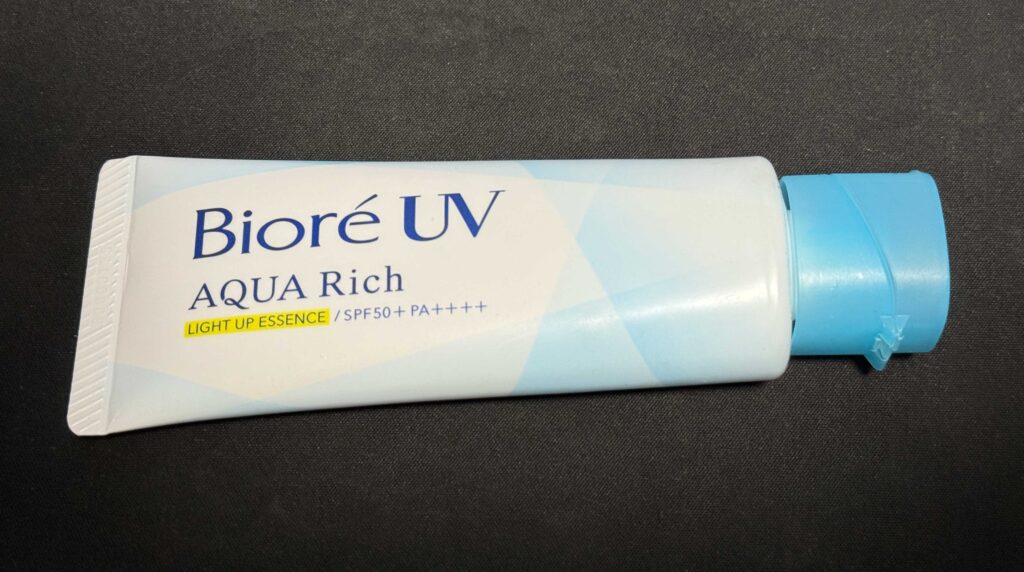 Bioré UV
AQUA Rich
LIGHT UP ESSENCE / SPF50+ PA++++